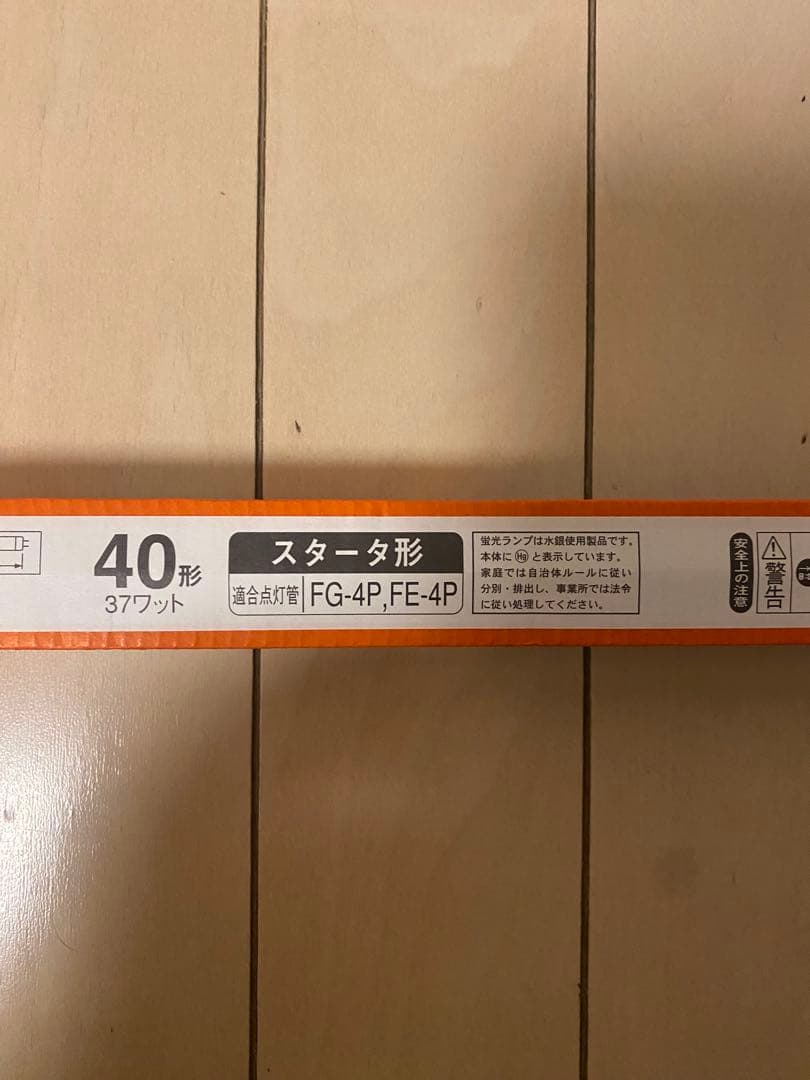 40形
37ワット
スタータ形
適合点灯管 FG-4P,FE-4P
蛍光ランプは水銀使用製品です。
本体に Hg と表示しています。
家庭では自治体ルールに従い
分別・排出し、事業所では法令
に従い処理してください。
安全上の注意
警告